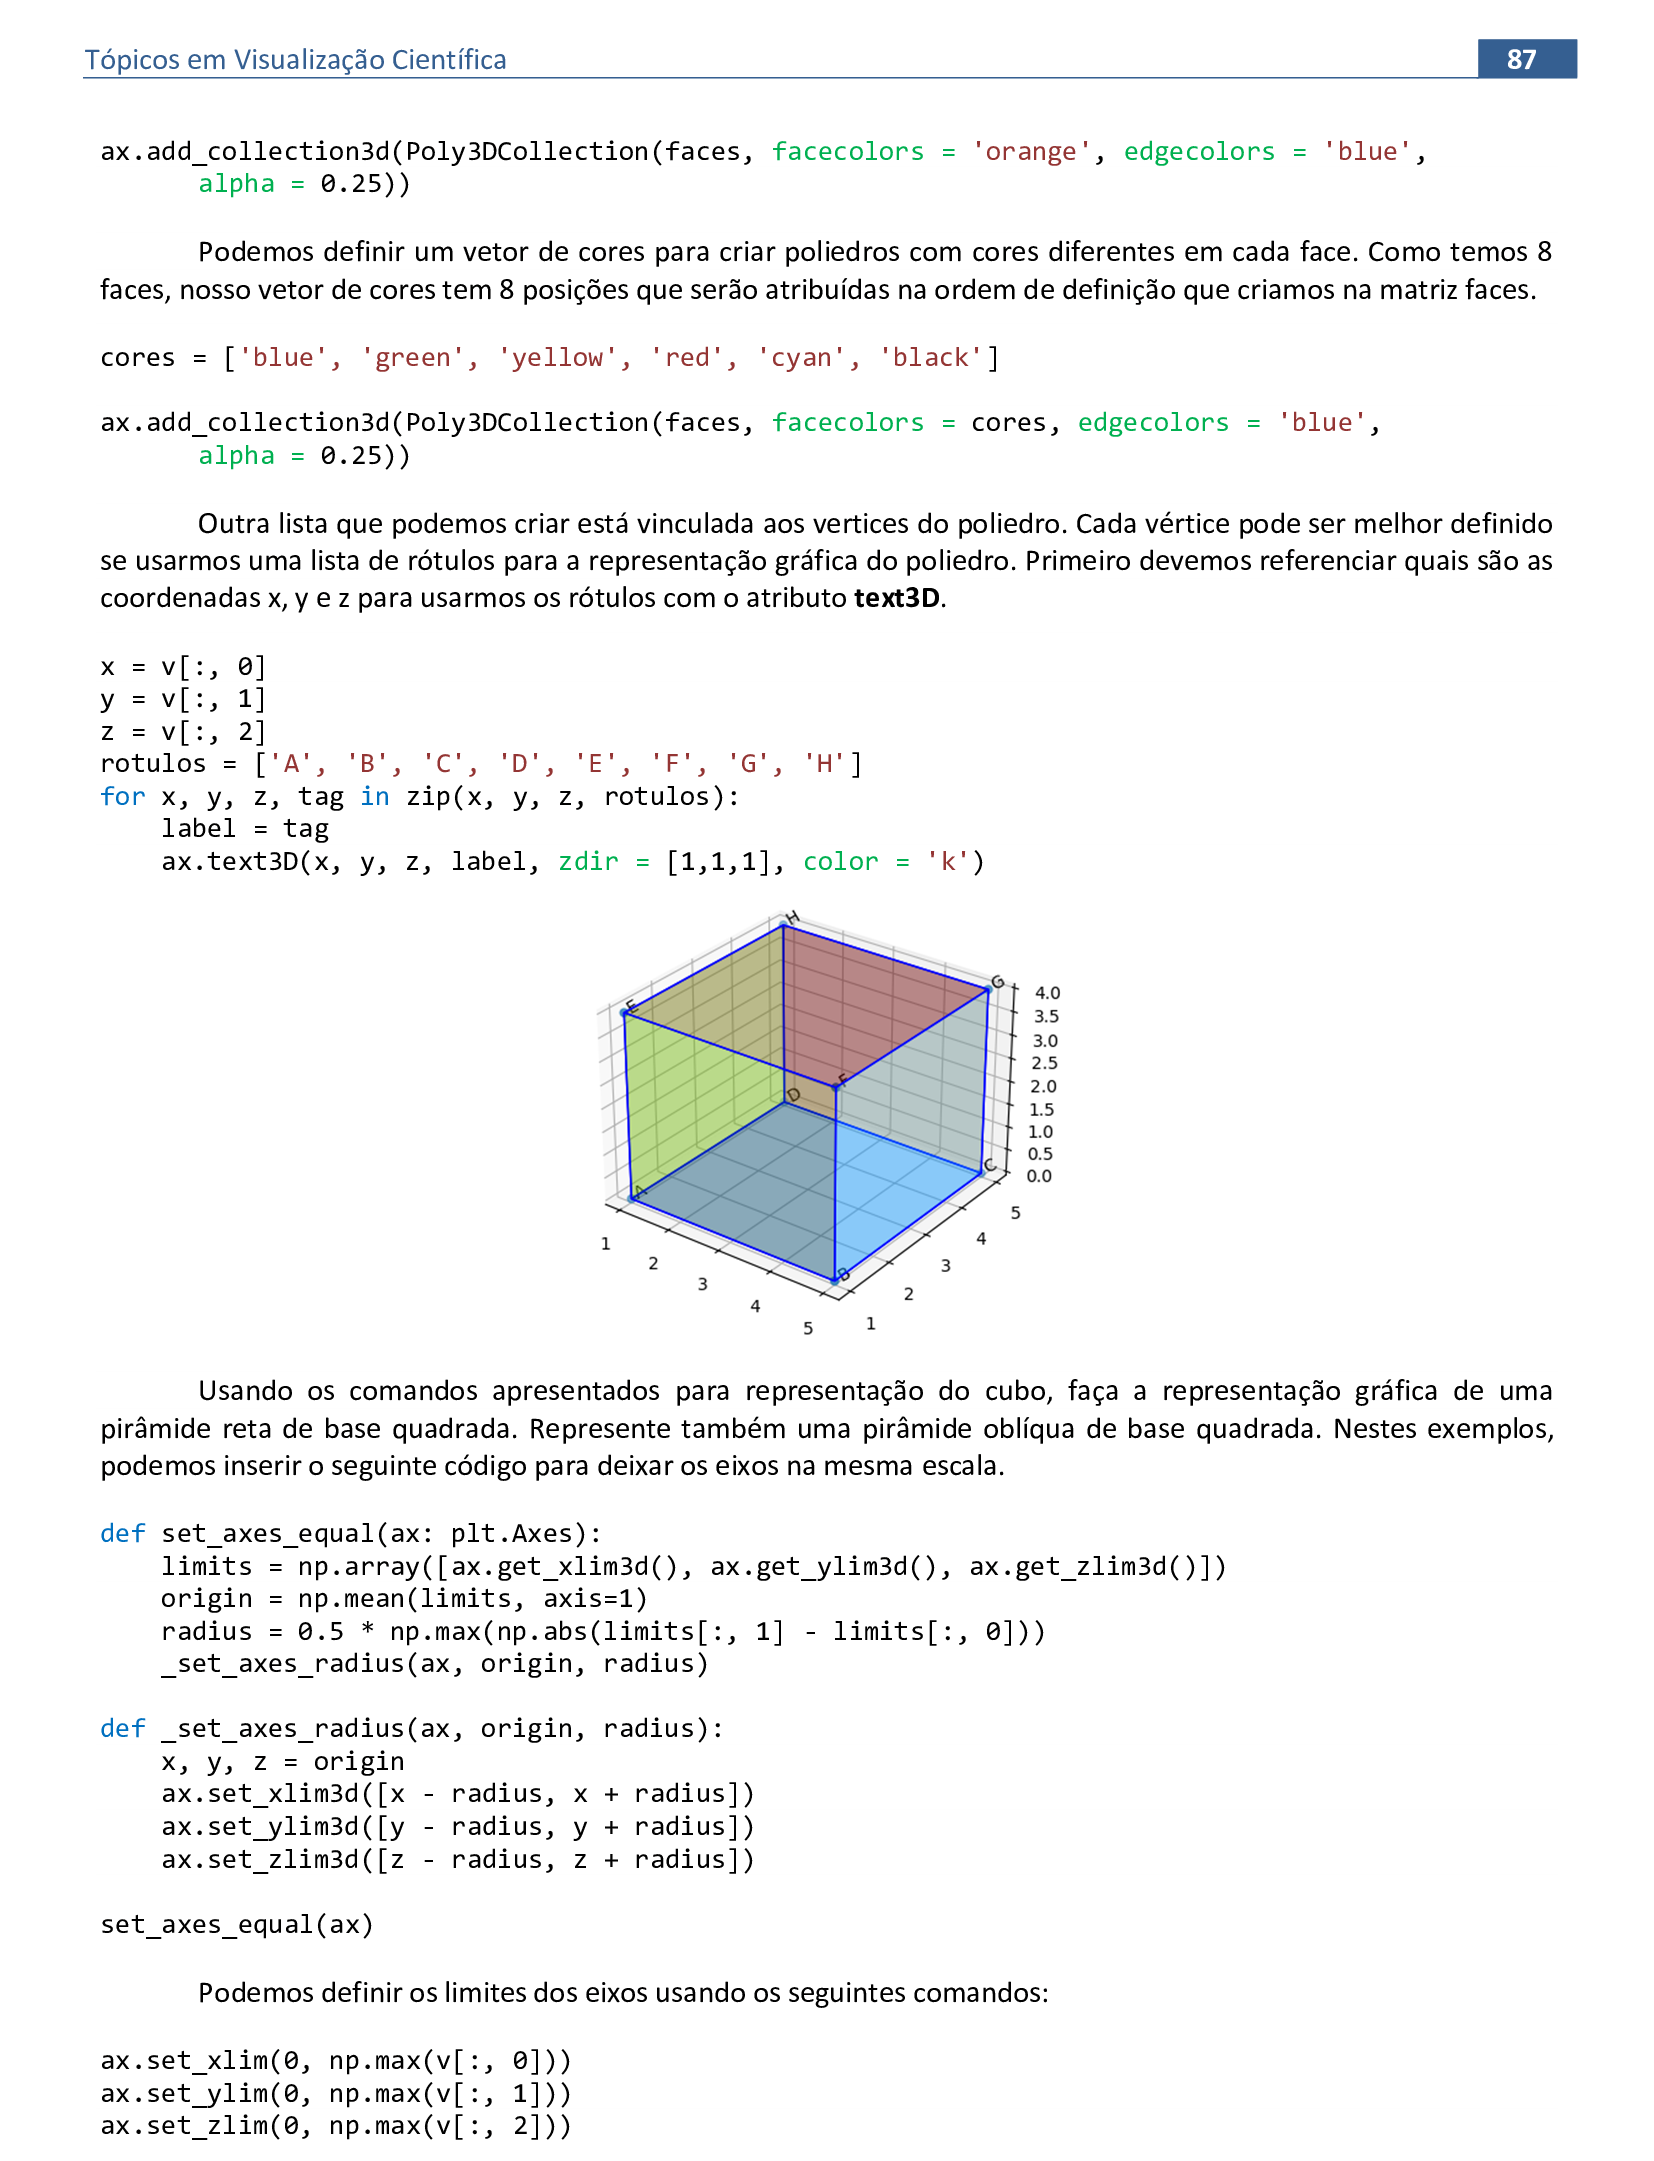 Tópicos em Visualização Científica 87
ax.add_collection3d(Poly3DCollection(faces, facecolors = 'orange', edgecolors = 'blue',
alpha = 0.25))
Podemos definir um vetor de cores para criar poliedros com cores diferentes em cada face. Como temos 8
faces, nosso vetor de cores tem 8 posições que serão atribuídas na ordem de definição que criamos na matriz faces.
cores = ['blue', 'green', 'yellow', 'red', 'cyan', 'black']
ax.add_collection3d(Poly3DCollection(faces, facecolors = cores, edgecolors = 'blue',
alpha = 0.25))
Outra lista que podemos criar está vinculada aos vertices do poliedro. Cada vértice pode ser melhor definido
se usarmos uma lista de rótulos para a representação gráfica do poliedro. Primeiro devemos referenciar quais são as
coordenadas x, y e z para usarmos os rótulos com o atributo text3D.
x = v[:, 0]
y = v[:, 1]
z = v[:, 2]
rotulos = ['A', 'B', 'C', 'D', 'E', 'F', 'G', 'H']
for x, y, z, tag in zip(x, y, z, rotulos):
    label = tag
    ax.text3D(x, y, z, label, zdir = [1,1,1], color = 'k')
H
G
E
4.0
3.5
3.0
2.5
F
2.0
D
1.5
1.0
0.5
C
0.0
A
5
4
1
2
3
B
3
2
4
1
5
Usando os comandos apresentados para representação do cubo, faça a representação gráfica de uma
pirâmide reta de base quadrada. Represente também uma pirâmide oblíqua de base quadrada. Nestes exemplos,
podemos inserir o seguinte código para deixar os eixos na mesma escala.
def set_axes_equal(ax: plt.Axes):
    limits = np.array([ax.get_xlim3d(), ax.get_ylim3d(), ax.get_zlim3d()])
    origin = np.mean(limits, axis=1)
    radius = 0.5 * np.max(np.abs(limits[:, 1] - limits[:, 0]))
    _set_axes_radius(ax, origin, radius)
def _set_axes_radius(ax, origin, radius):
    x, y, z = origin
    ax.set_xlim3d([x - radius, x + radius])
    ax.set_ylim3d([y - radius, y + radius])
    ax.set_zlim3d([z - radius, z + radius])
set_axes_equal(ax)
Podemos definir os limites dos eixos usando os seguintes comandos:
ax.set_xlim(0, np.max(v[:, 0]))
ax.set_ylim(0, np.max(v[:, 1]))
ax.set_zlim(0, np.max(v[:, 2]))